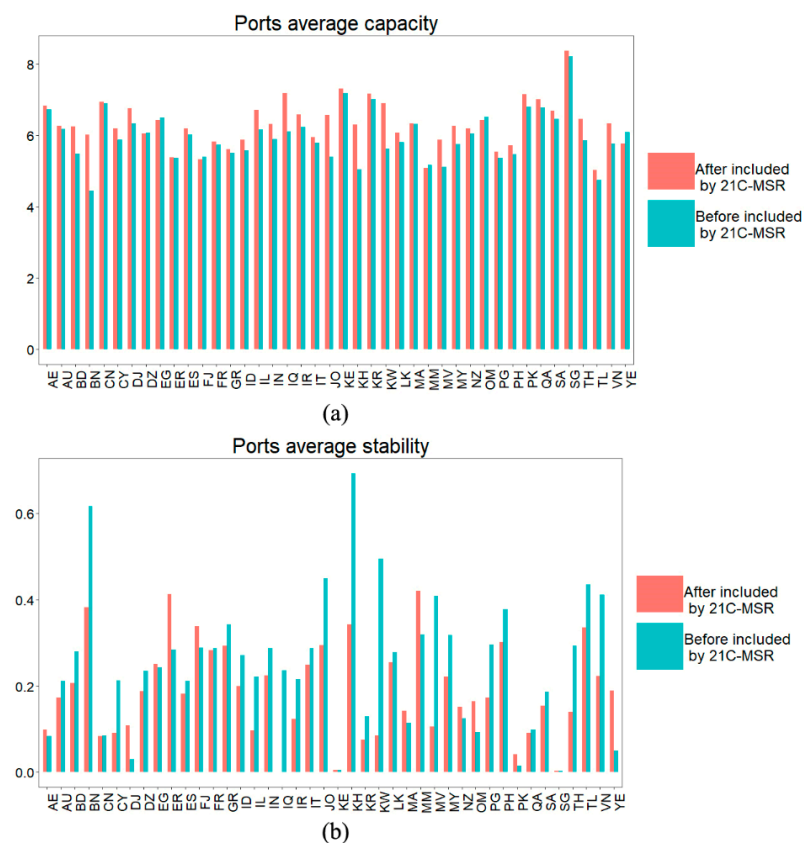 Ports average capacity
8
6
4
2
0
AE AU BD BN CN CY DJ DZ EG ER ES FJ FR GR ID IL IN IQ IR IT JO KE KH KR KW LK MA MM MV MY NZ OM PG PH PK QA SA SG TH TL VN YE
After included
by 21C-MSR
Before included
by 21C-MSR
(a)
Ports average stability
0.6
0.4
0.2
0.0
AE AU BD BN CN CY DJ DZ EG ER ES FJ FR GR ID IL IN IQ IR IT JO KE KH KR KW LK MA MM MV MY NZ OM PG PH PK QA SA SG TH TL VN YE
After included
by 21C-MSR
Before included
by 21C-MSR
(b)